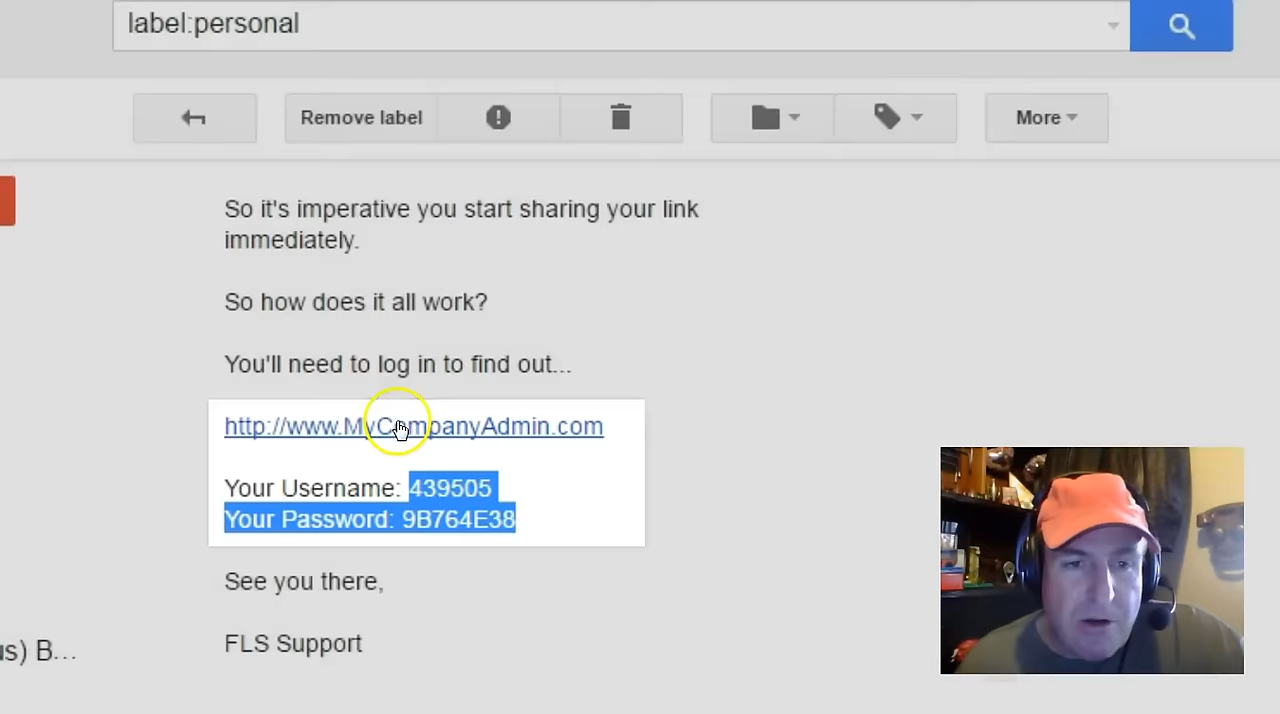 label:personal
Remove label
More
So it's imperative you start sharing your link
immediately.
So how does it all work?
You'll need to log in to find out...
http://www.MyCompanyAdmin.com
Your Username: 439505
Your Password: 9B764E38
See you there,
FLS Support
us) B...